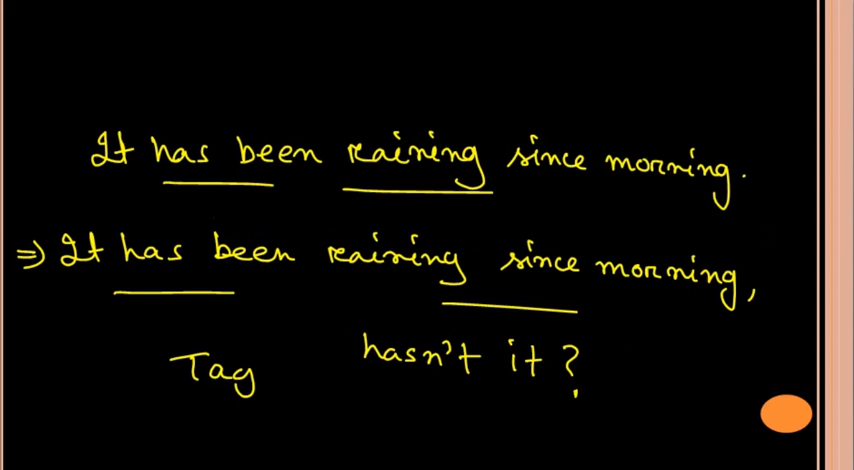 It has been raining since morning.
⇒ It has been raining since morning,
Tag hasn't it?